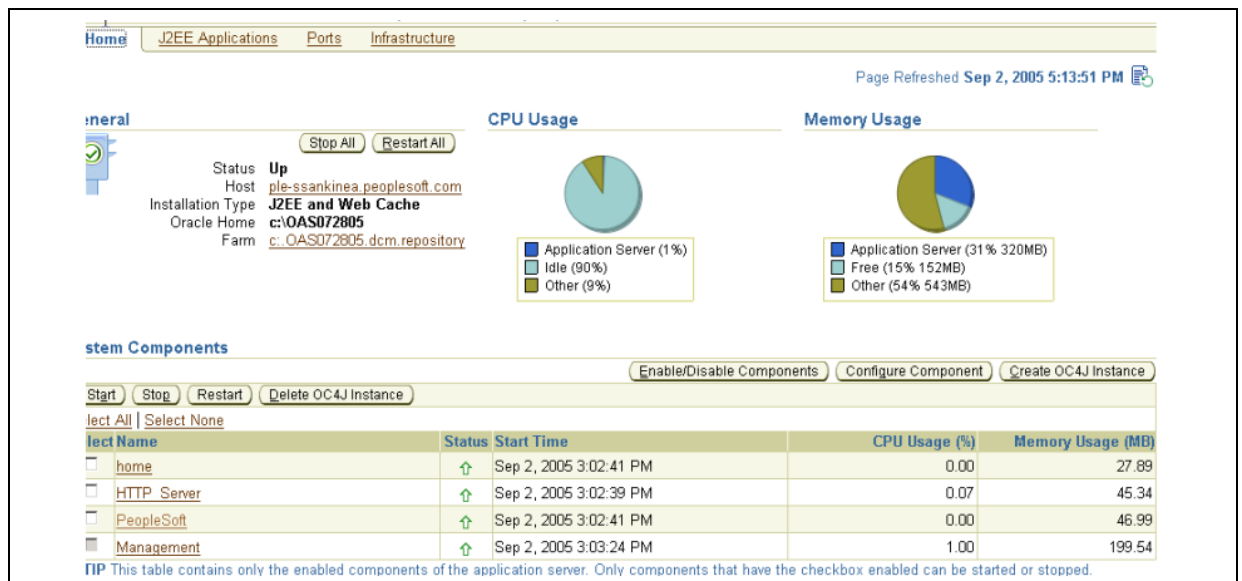 Home J2EE Applications Ports Infrastructure
Page Refreshed Sep 2, 2005 5:13:51 PM
eneral
CPU Usage
Memory Usage
Stop All Restart All
Status Up
Host ple-ssankinea.peoplesoft.com
Installation Type J2EE and Web Cache
Oracle Home c:\OAS072805
Farm c:.OAS072805.dcm.repository
Application Server (1%)
Idle (90%)
Other (9%)
Application Server (31% 320MB)
Free (15% 152MB)
Other (54% 543MB)
stem Components
Enable/Disable Components Configure Component Create OC4J Instance
Start Stop Restart Delete OC4J Instance
lect All | Select None
lect Name Status Start Time CPU Usage (%) Memory Usage (MB)
home Sep 2, 2005 3:02:41 PM 0.00 27.89
HTTP_Server Sep 2, 2005 3:02:39 PM 0.07 45.34
PeopleSoft Sep 2, 2005 3:02:41 PM 0.00 46.99
Management Sep 2, 2005 3:03:24 PM 1.00 199.54
TIP This table contains only the enabled components of the application server. Only components that have the checkbox enabled can be started or stopped.